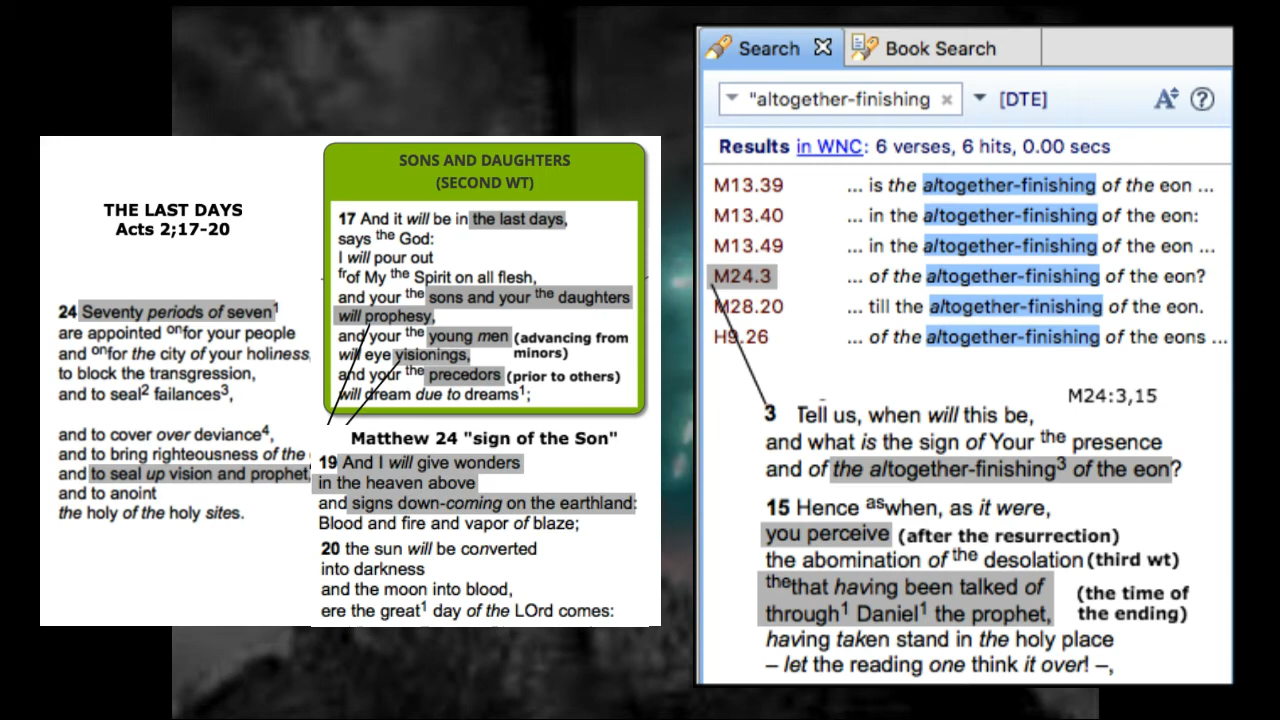 THE LAST DAYS
Acts 2;17-20
24 Seventy periods of seven¹
are appointed ᵒⁿfor your people
and ᵒⁿfor the city of your holiness,
to block the transgression,
and to seal² failances³,
and to cover over deviance⁴,
and to bring righteousness of the
and to seal up vision and prophet,
and to anoint
the holy of the holy sites.
SONS AND DAUGHTERS
(SECOND WT)
17 And it will be in the last days,
says ᵗʰᵉ God:
I will pour out
ᶠʳof My ᵗʰᵉ Spirit on all flesh,
and your ᵗʰᵉ sons and your ᵗʰᵉ daughters
will prophesy,
and your ᵗʰᵉ young men (advancing from
will eye visionings, minors)
and your ᵗʰᵉ precedors (prior to others)
will dream due to dreams¹;
Matthew 24 "sign of the Son"
19 And I will give wonders
in the heaven above
and signs down-coming on the earthland:
Blood and fire and vapor of blaze;
20 the sun will be converted
into darkness
and the moon into blood,
ere the great¹ day of the LOrd comes:
Search Book Search
"altogether-finishing [DTE]
Results in WNC: 6 verses, 6 hits, 0.00 secs
M13.39 ... is the altogether-finishing of the eon ...
M13.40 ... in the altogether-finishing of the eon:
M13.49 ... in the altogether-finishing of the eon ...
M24.3 ... of the altogether-finishing of the eon?
M28.20 ... till the altogether-finishing of the eon.
H9.26 ... of the altogether-finishing of the eons ...
M24:3,15
3 Tell us, when will this be,
and what is the sign of Your ᵗʰᵉ presence
and of the altogether-finishing³ of the eon?
15 Hence ᵃˢwhen, as it were,
you perceive (after the resurrection)
the abomination of ᵗʰᵉ desolation (third wt)
ᵗʰᵉthat having been talked of (the time of
through¹ Daniel¹ the prophet, the ending)
having taken stand in the holy place
– let the reading one think it over! –,